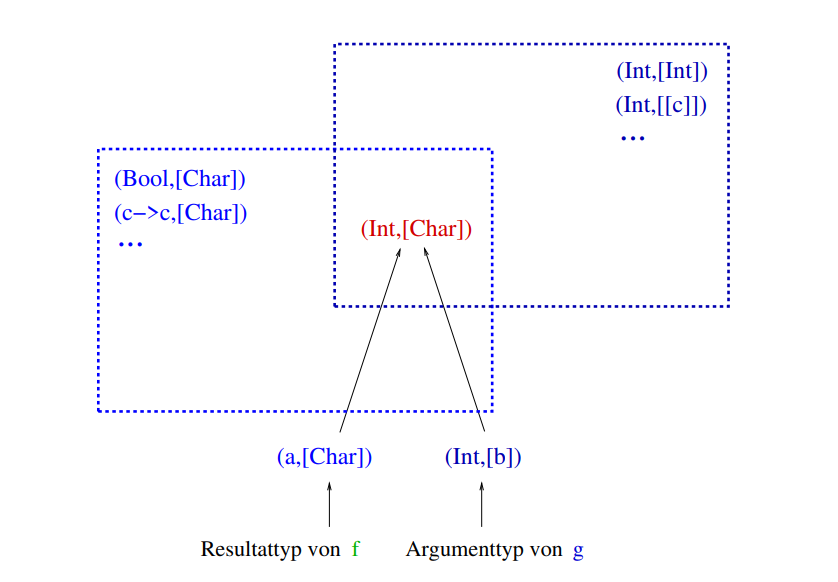 (Int,[Int])
(Int,[[c]])
...
(Bool,[Char])
(c−>c,[Char])
...
(Int,[Char])
(a,[Char]) (Int,[b])
Resultattyp von f Argumenttyp von g